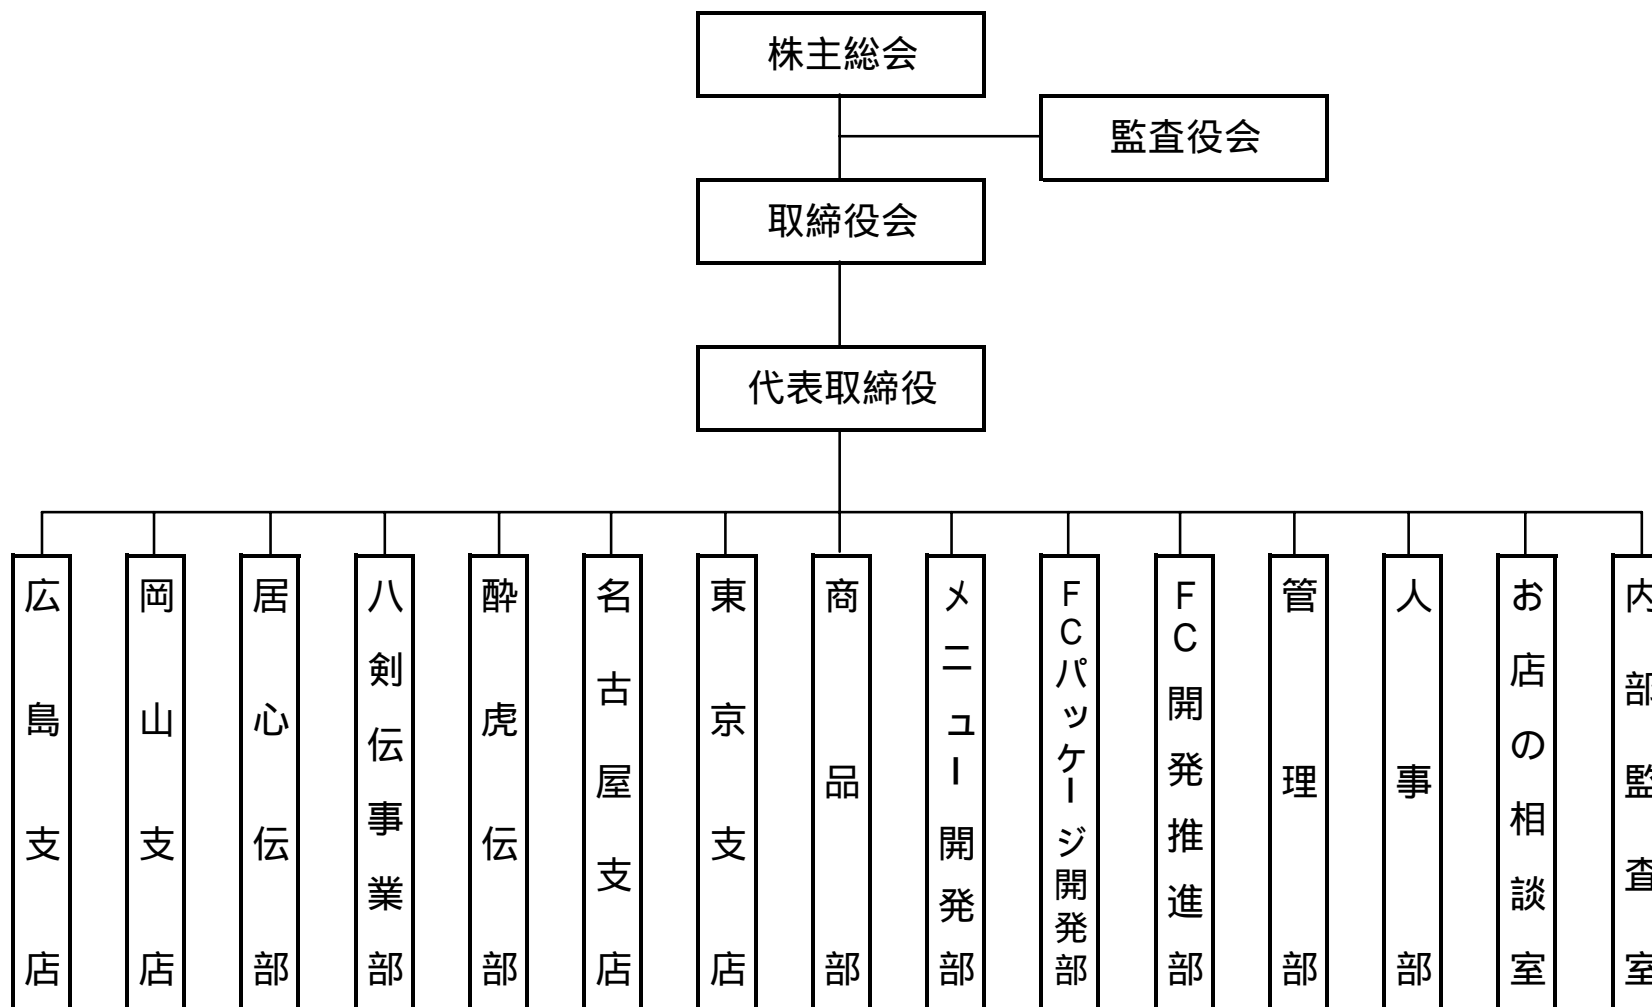 株主総会
監査役会
取締役会
代表取締役
広島支店
岡山支店
居心伝部
八剣伝事業部
酔虎伝部
名古屋支店
東京支店
商品部
メニュー開発部
FCパッケージ開発部
FC開発推進部
管理部
人事部
お店の相談室
内部監査室